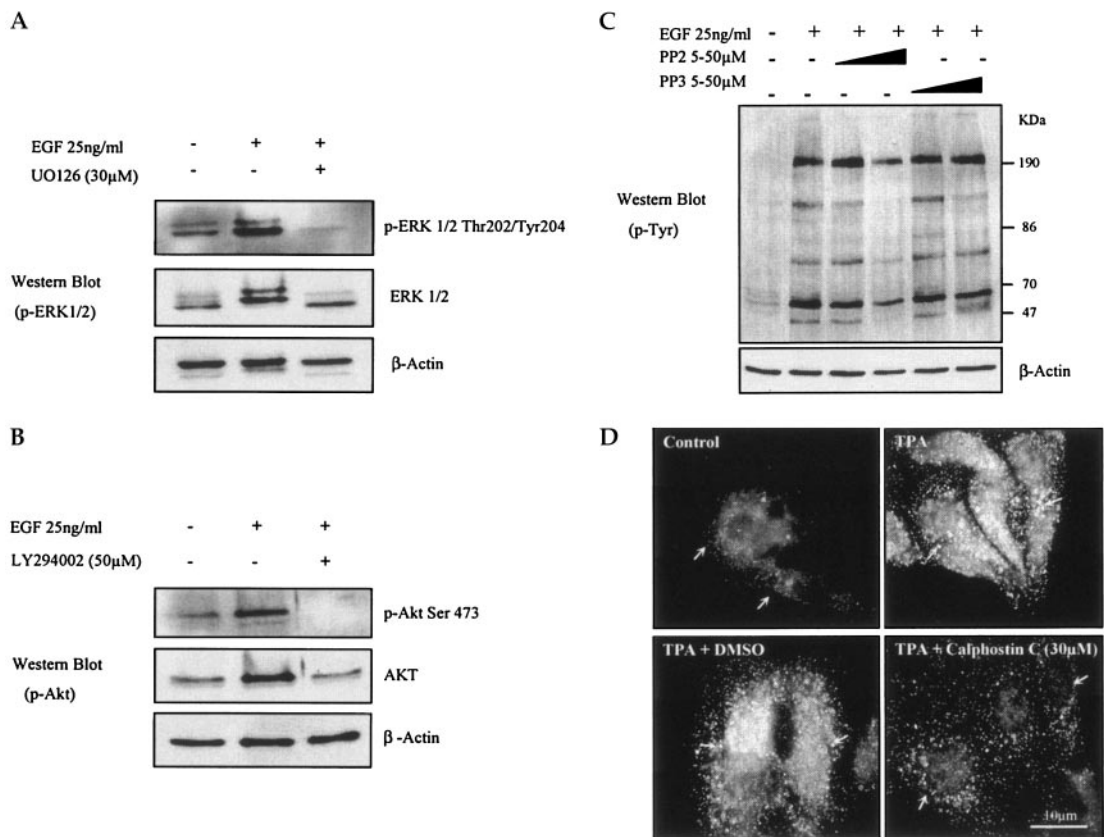 A
EGF 25ng/ml - + +
UO126 (30μM) - - +
p-ERK 1/2 Thr202/Tyr204
Western Blot
(p-ERK1/2)
ERK 1/2
β-Actin
B
EGF 25ng/ml - + +
LY294002 (50μM) - - +
p-Akt Ser 473
Western Blot
(p-Akt)
AKT
β -Actin
C
EGF 25ng/ml - + + + + +
PP2 5-50μM - - - -
PP3 5-50μM
- - - -
KDa
190
Western Blot
(p-Tyr)
86
70
47
β-Actin
D
Control
TPA
TPA + DMSO
TPA + Calphostin C (30μM)
10μm